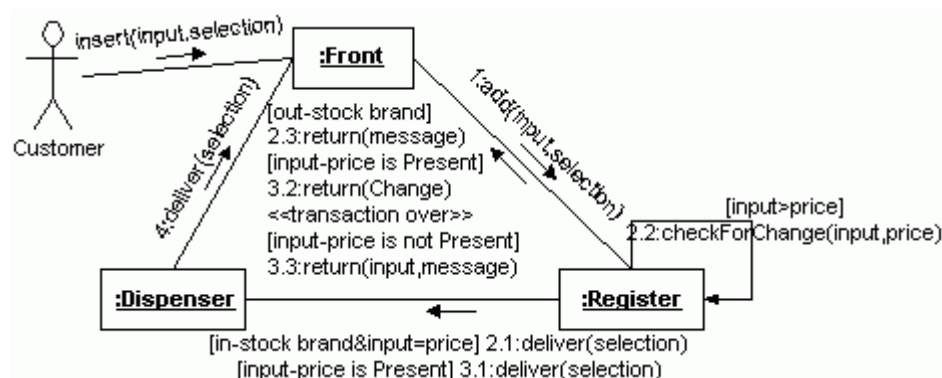 insert(input,selection)
:Front
Customer
1:add(input,selection)
4:deliver(selection)
[out-stock brand]
2.3:return(message)
[input-price is Present]
3.2:return(Change)
<<transaction over>>
[input-price is not Present]
3.3:return(input,message)
[input>price]
2.2:checkForChange(input,price)
:Dispenser
:Register
[in-stock brand&input=price] 2.1:deliver(selection)
[input-price is Present] 3.1:deliver(selection)